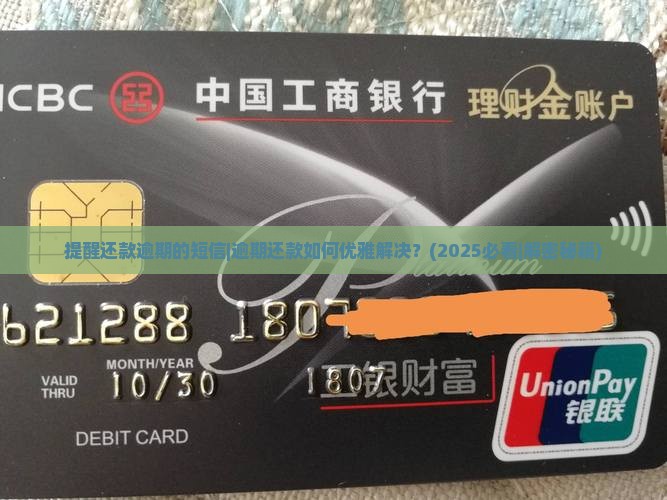 ICBC 中国工商银行 理财金账户
提醒还款逾期的短信|逾期还款如何优雅解决？(2025必看
Platinum
621288 1807
MONTH/YEAR
VALID THRU 10/30 1807
工银财富
DEBIT CARD
UnionPay
银联